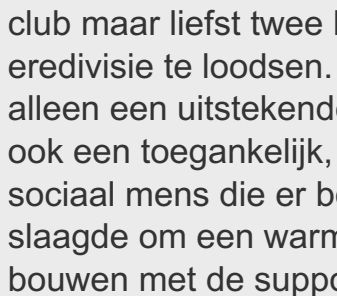 club maar liefst twee
eredivisie te loodsen.
alleen een uitstekend
ook een toegankelijk,
sociaal mens die er
slaagde om een warm
bouwen met de supp